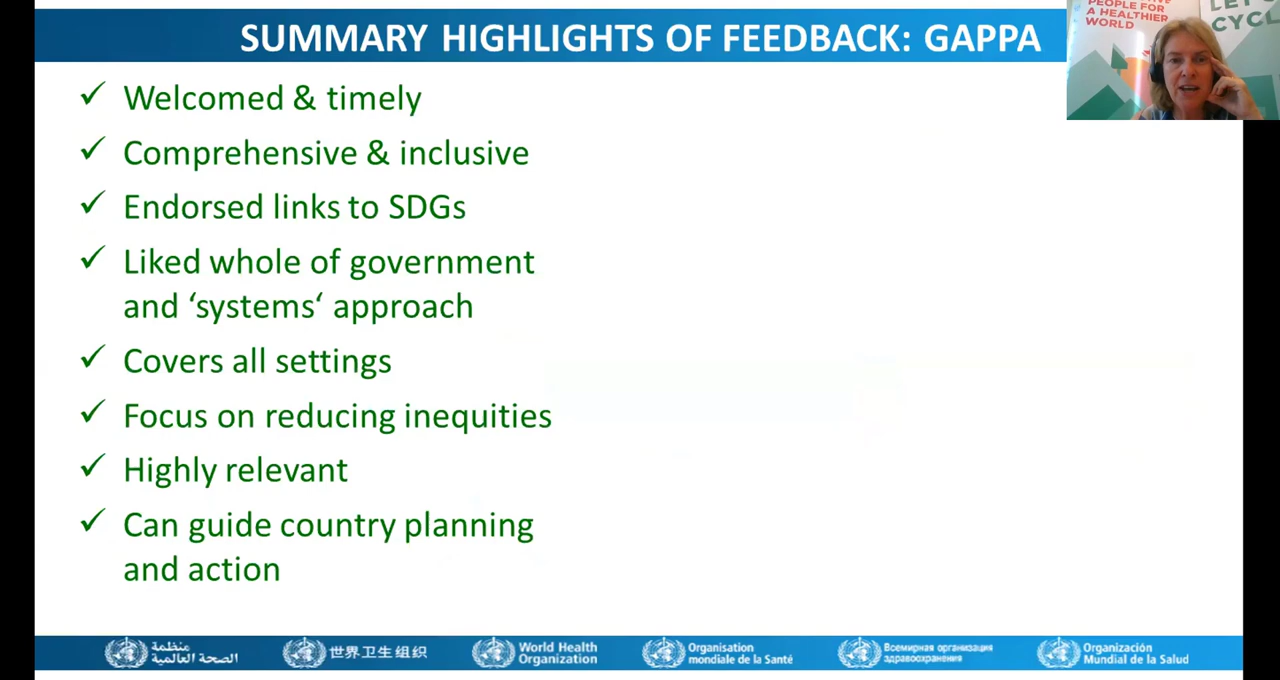 SUMMARY HIGHLIGHTS OF FEEDBACK: GAPPA
PEOPLE FOR
A HEALTHIER
WORLD
CYCL
✓ Welcomed & timely
✓ Comprehensive & inclusive
✓ Endorsed links to SDGs
✓ Liked whole of government
and ‘systems‘ approach
✓ Covers all settings
✓ Focus on reducing inequities
✓ Highly relevant
✓ Can guide country planning
and action
منظمة
الصحة العالمية
世界卫生组织
World Health
Organization
Organisation
mondiale de la Santé
Всемирная организация
здравоохранения
Organización
Mundial de la Salud